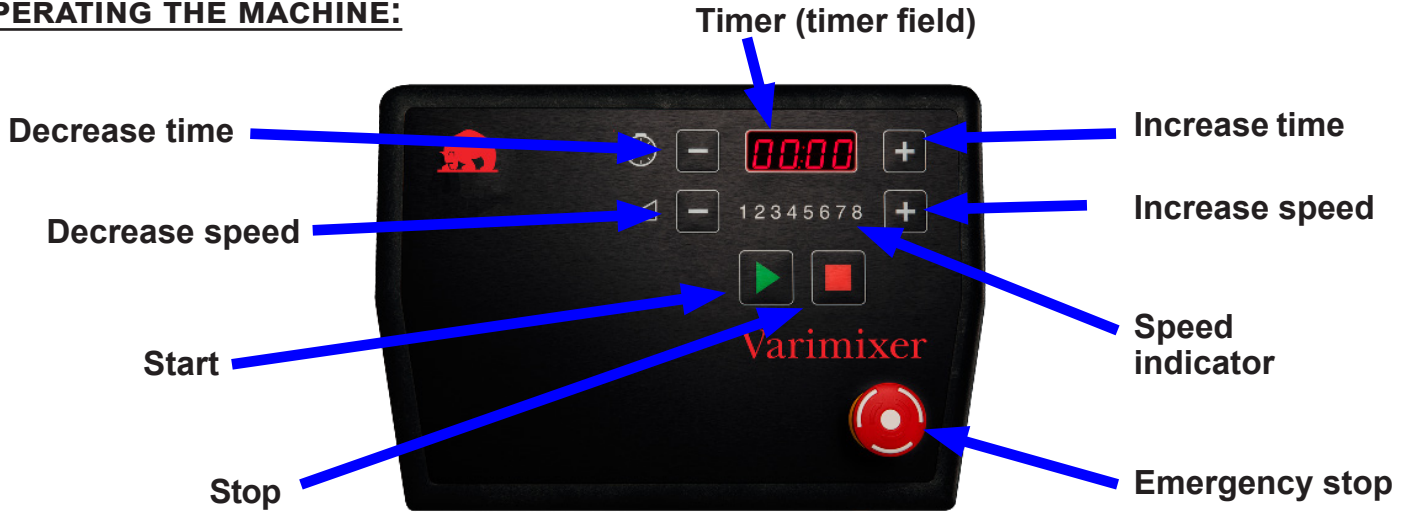 PERATING THE MACHINE:
Timer (timer field)
Decrease time
00:00
Increase time
Decrease speed
12345678
Increase speed
Start
Varimixer
Speed
indicator
Stop
Emergency stop